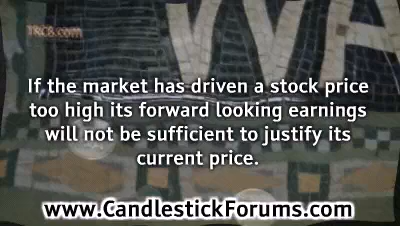 TRCB.com
If the market has driven a stock price
too high its forward looking earnings
will not be sufficient to justify its
current price.
www.CandlestickForums.com